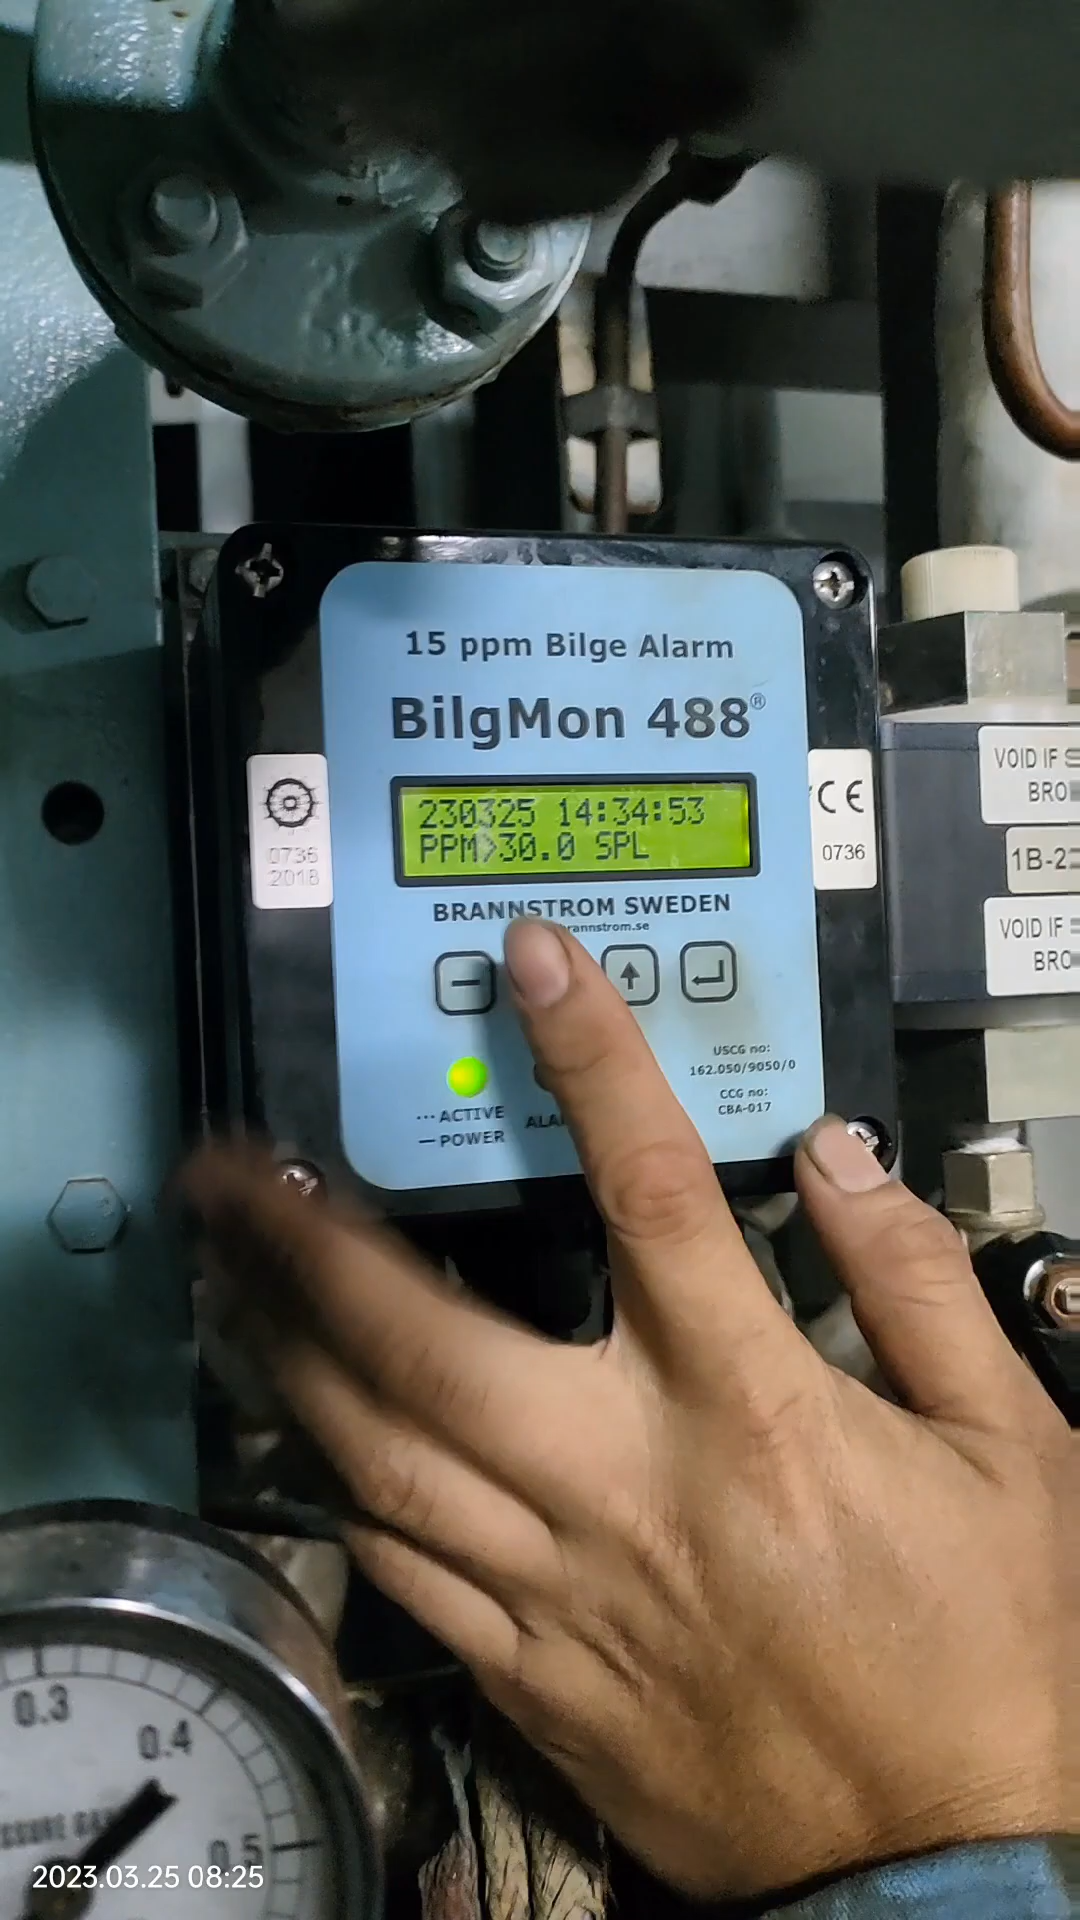 15 ppm Bilge Alarm
BilgMon 488®
230325 14:34:53
PPM>30.0 SPL
0736
2018
CE
0736
BRANNSTROM SWEDEN
brannstrom.se
USCG no:
162.050/9050/0
CCG no:
CBA-017
··· ACTIVE
— POWER
VOID IF
BRO
1B-2
VOID IF
BRO
0.3
0.4
0.5
2023.03.25 08:25